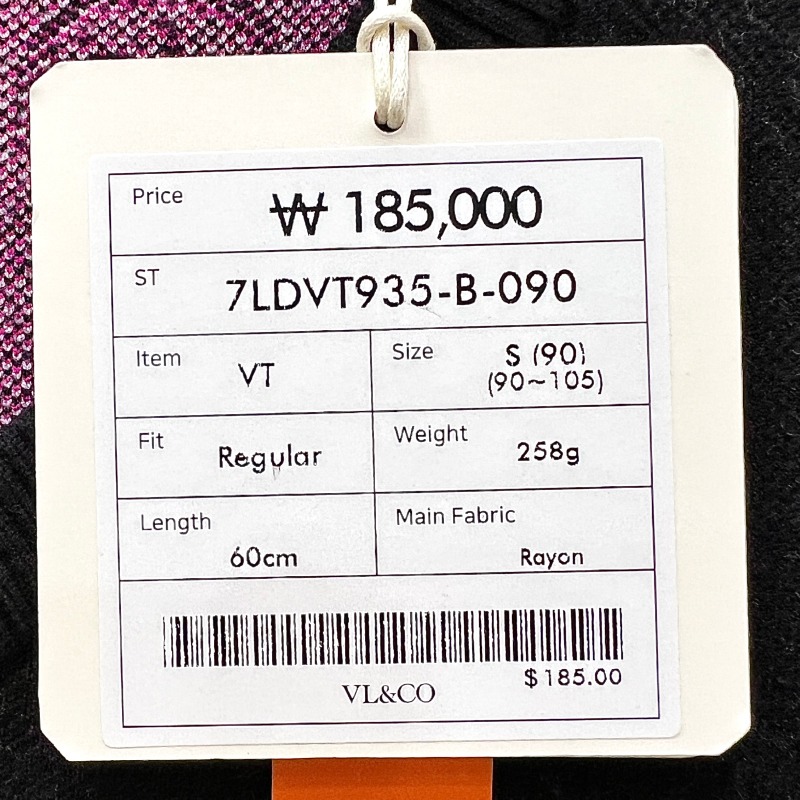 Price
₩ 185,000
ST
7LDVT935-B-090
Item
VT
Size
S (90)
(90~105)
Fit
Regular
Weight
258g
Length
60cm
Main Fabric
Rayon
$185.00
VL&CO